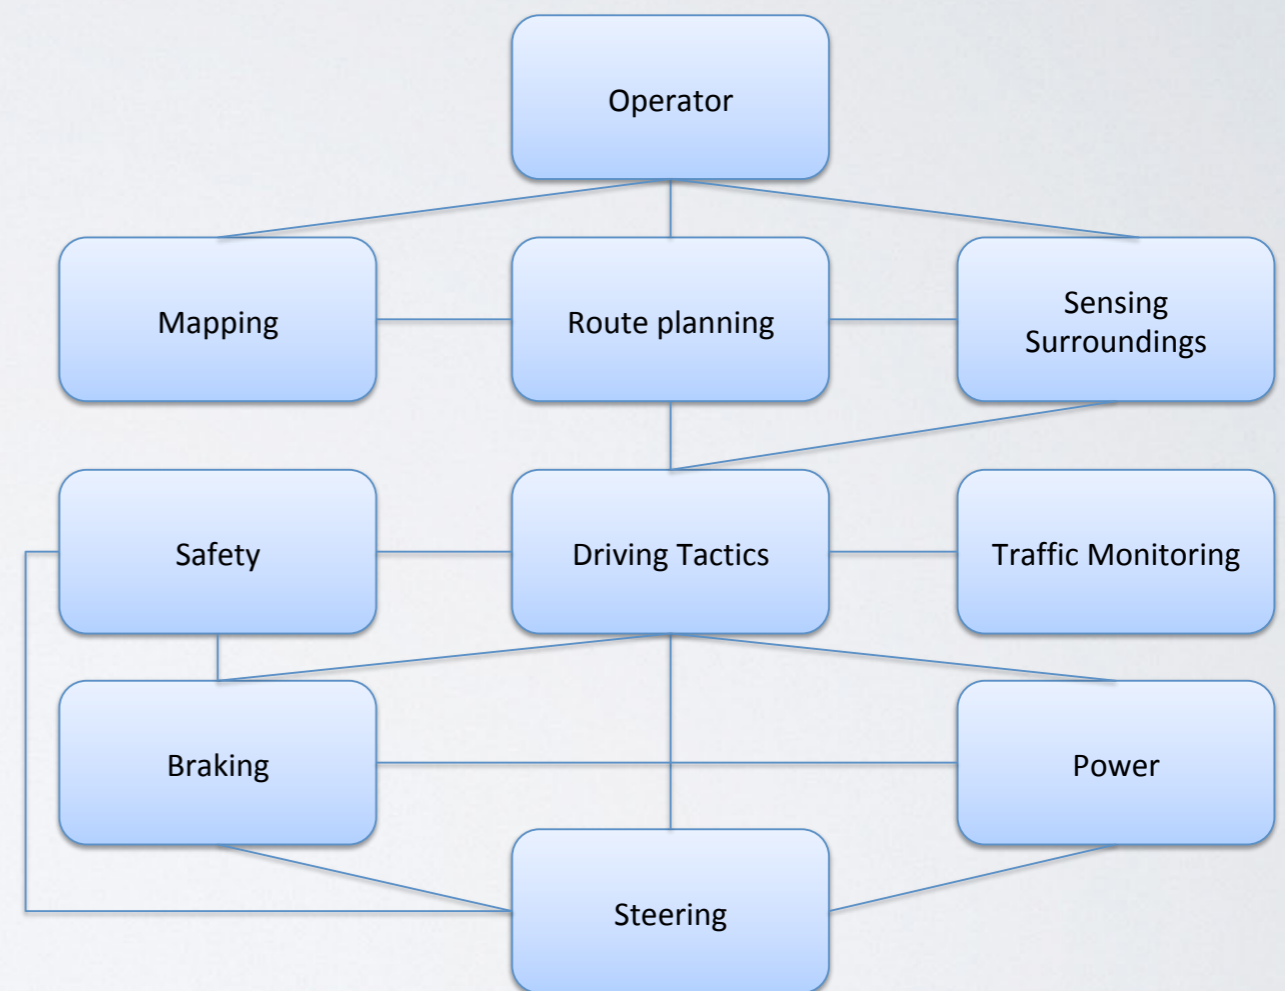 Operator
Mapping
Route planning
Sensing
Surroundings
Safety
Driving Tactics
Traffic Monitoring
Braking
Power
Steering